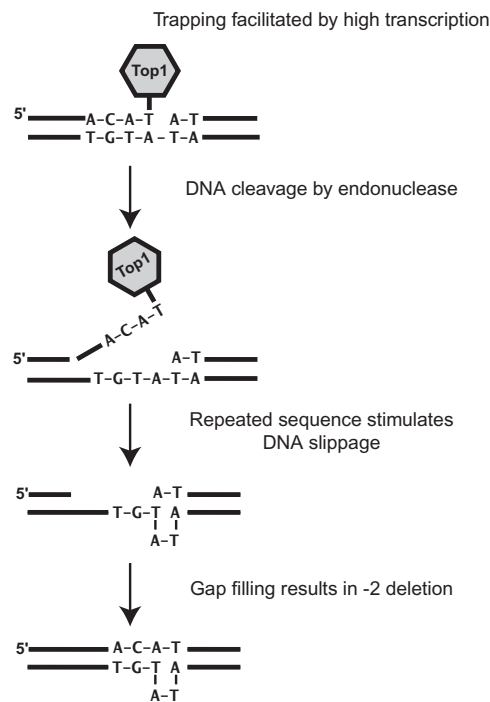 Trapping facilitated by high transcription
Top1
5' A-C-A-T A-T
T-G-T-A-T-A
DNA cleavage by endonuclease
Top1
A-C-A-T
5' A-T
T-G-T-A-T-A
Repeated sequence stimulates
DNA slippage
5' A-T
T-G-T A
A-T
Gap filling results in -2 deletion
5' A-C-A-T
T-G-T A
A-T